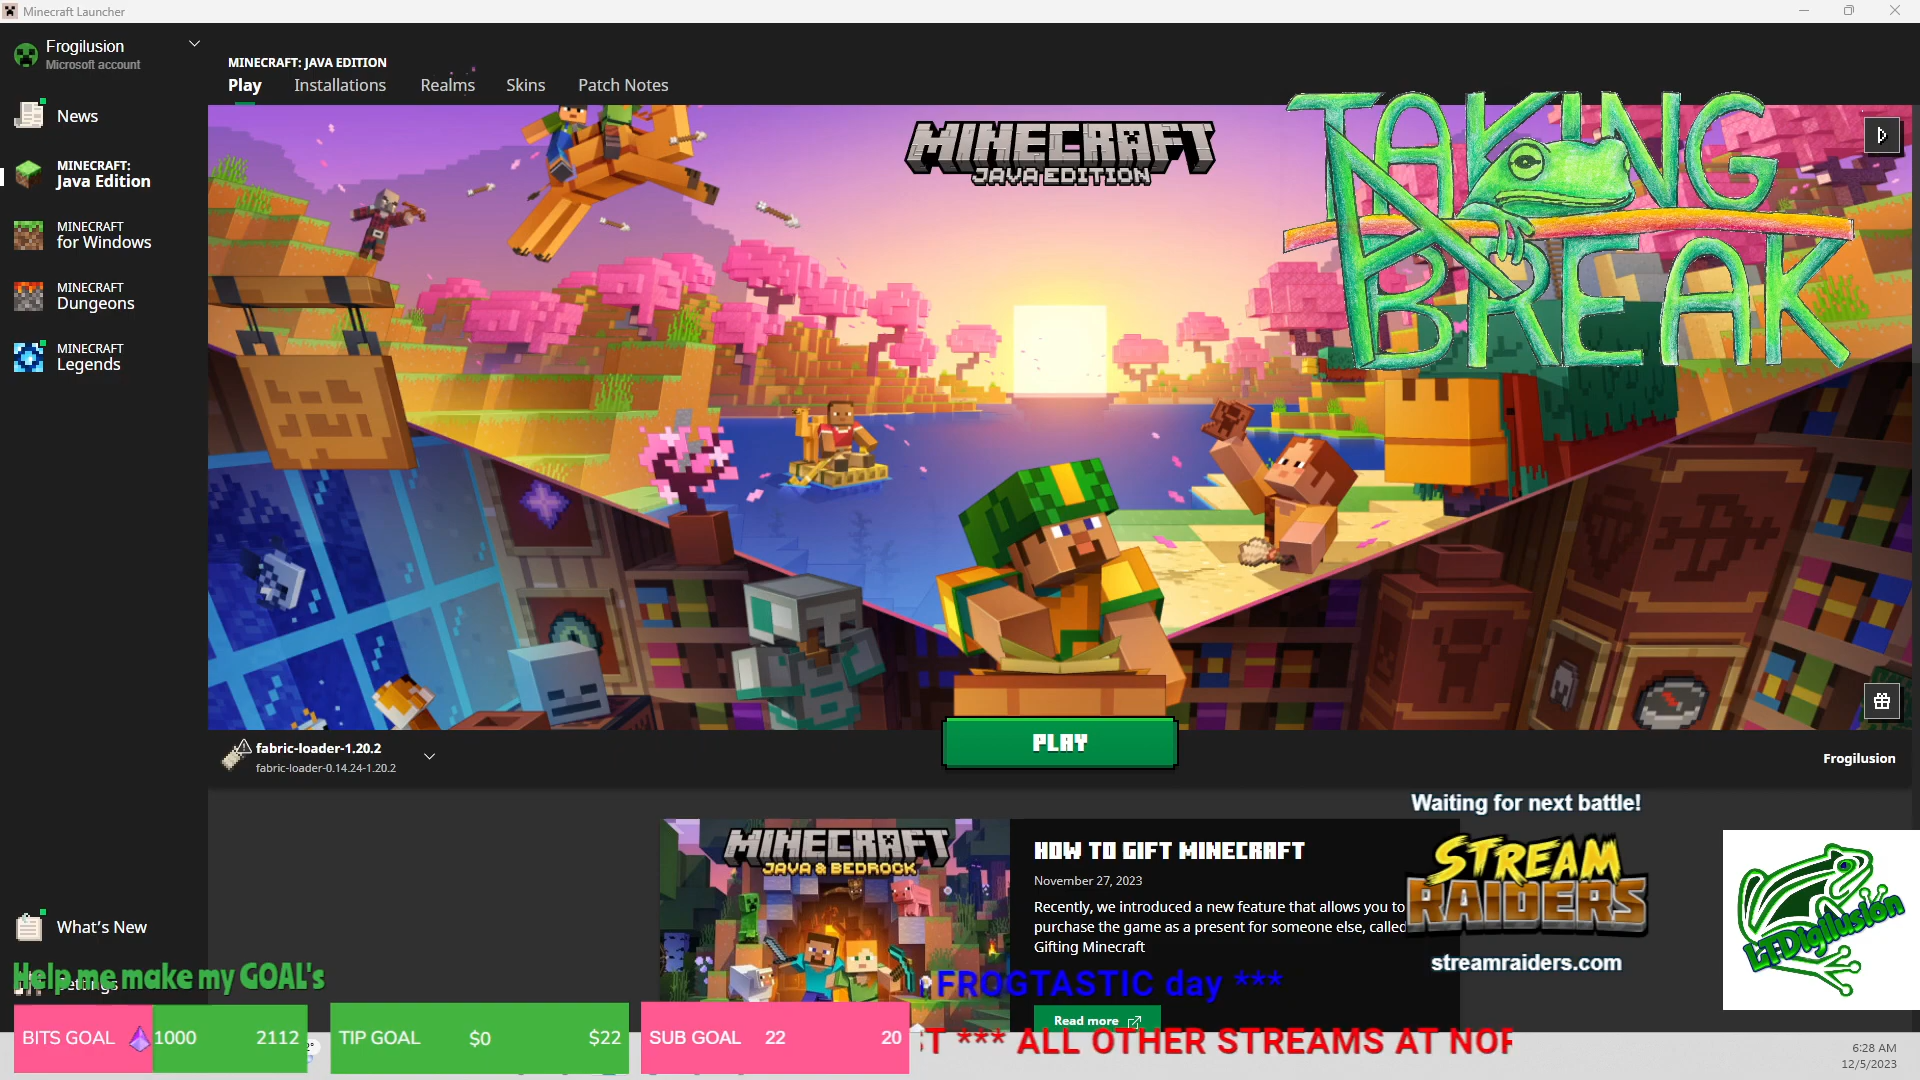 Minecraft Launcher
Frogilusion
Microsoft account
MINECRAFT: JAVA EDITION
Play
Installations
Realms
Skins
Patch Notes
News
MINECRAFT:
Java Edition
MINECRAFT
for Windows
MINECRAFT
Dungeons
MINECRAFT
Legends
MINECRAFT
JAVA EDITION
TAKING
A
BREAK
fabric-loader-1.20.2
fabric-loader-0.14.24-1.20.2
PLAY
Frogilusion
MINECRAFT
JAVA & BEDROCK
HOW TO GIFT MINECRAFT
November 27, 2023
Recently, we introduced a new feature that allows you to
purchase the game as a present for someone else, called
Gifting Minecraft
Read more
Waiting for next battle!
STREAM
RAIDERS
streamraiders.com
LTDigilusion
What's New
Settings
Help me make my GOAL's
FROGTASTIC day ***
BITS GOAL 1000 2112
TIP GOAL $0 $22
SUB GOAL 22 20
T *** ALL OTHER STREAMS AT NOR
6:28 AM
12/5/2023